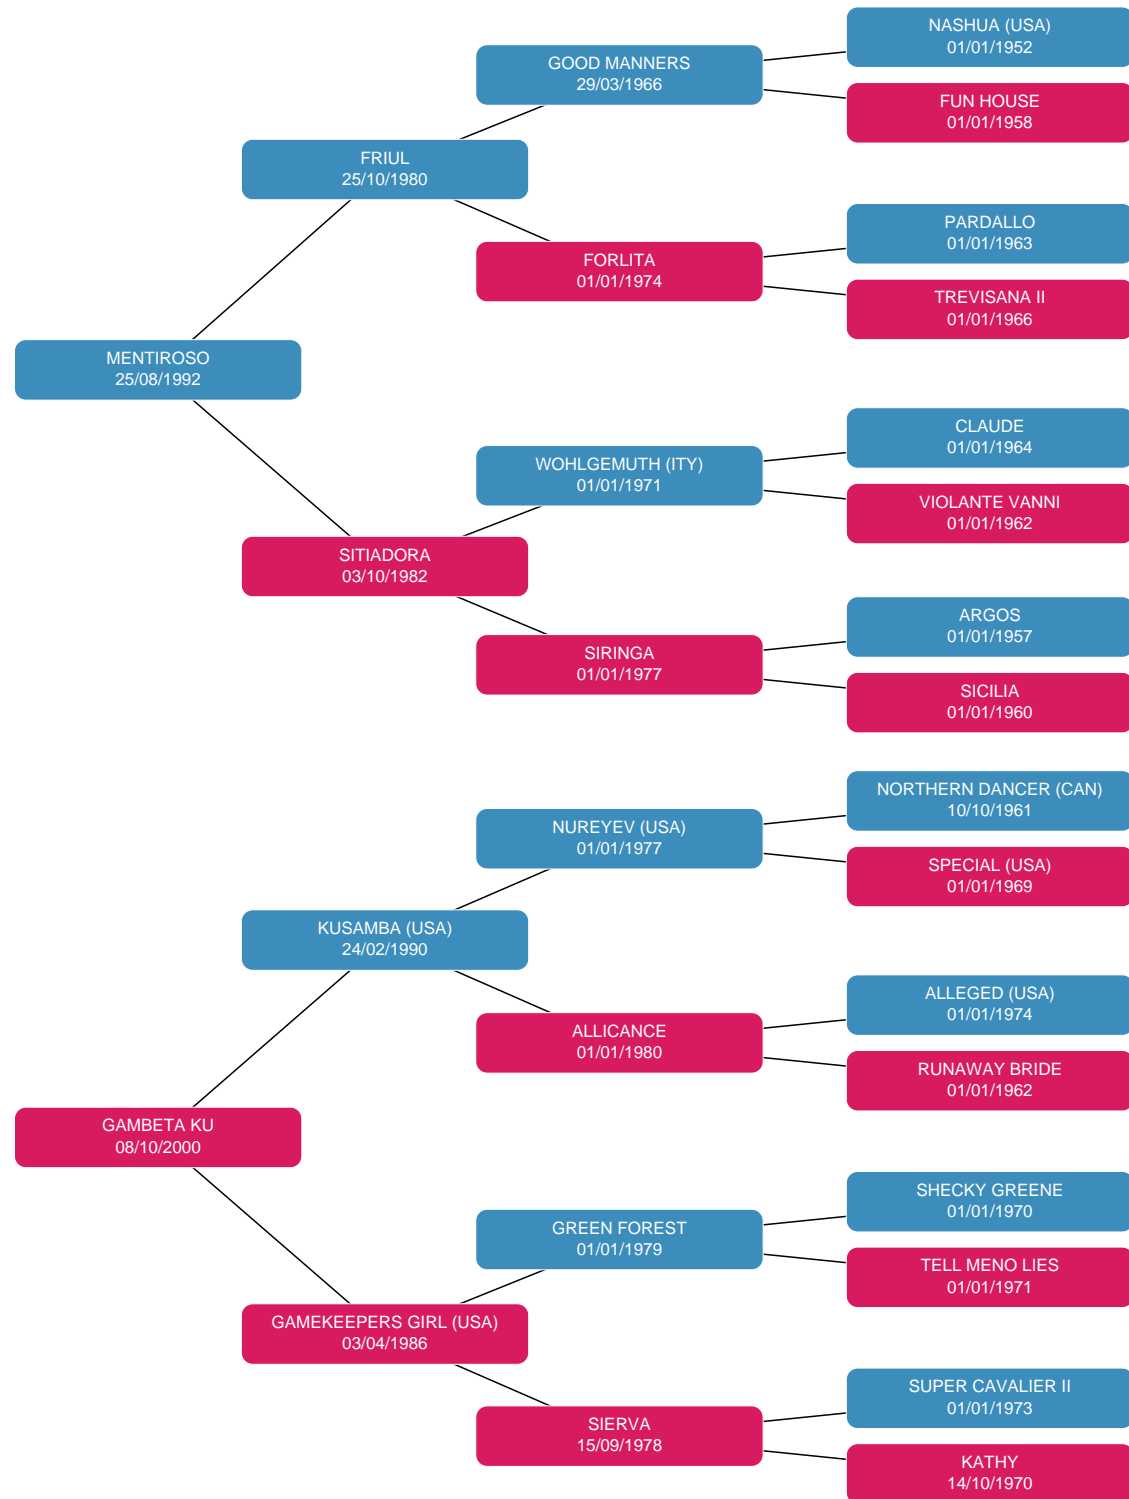 NASHUA (USA)
01/01/1952
GOOD MANNERS
29/03/1966
FUN HOUSE
01/01/1958
FRIUL
25/10/1980
PARDALLO
01/01/1963
FORLITA
01/01/1974
TREVISANA II
01/01/1966
MENTIROSO
25/08/1992
CLAUDE
01/01/1964
WOHLGEMUTH (ITY)
01/01/1971
VIOLANTE VANNI
01/01/1962
SITIADORA
03/10/1982
ARGOS
01/01/1957
SIRINGA
01/01/1977
SICILIA
01/01/1960
NORTHERN DANCER (CAN)
10/10/1961
NUREYEV (USA)
01/01/1977
SPECIAL (USA)
01/01/1969
KUSAMBA (USA)
24/02/1990
ALLEGED (USA)
01/01/1974
ALLICANCE
01/01/1980
RUNAWAY BRIDE
01/01/1962
GAMBETA KU
08/10/2000
SHECKY GREENE
01/01/1970
GREEN FOREST
01/01/1979
TELL MENO LIES
01/01/1971
GAMEKEEPERS GIRL (USA)
03/04/1986
SUPER CAVALIER II
01/01/1973
SIERVA
15/09/1978
KATHY
14/10/1970